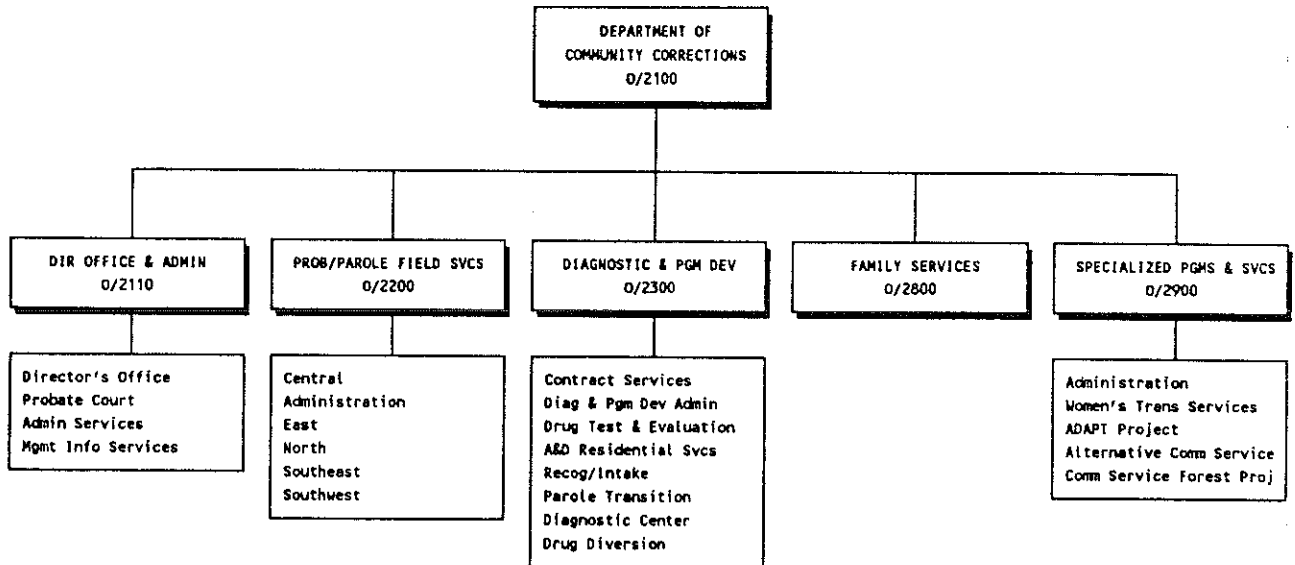 DEPARTMENT OF
COMMUNITY CORRECTIONS
0/2100
DIR OFFICE & ADMIN
0/2110
PROB/PAROLE FIELD SVCS
0/2200
DIAGNOSTIC & PGM DEV
0/2300
FAMILY SERVICES
0/2800
SPECIALIZED PGMS & SVCS
0/2900
Director's Office
Probate Court
Admin Services
Mgmt Info Services
Central
Administration
East
North
Southeast
Southwest
Contract Services
Diag & Pgm Dev Admin
Drug Test & Evaluation
A&D Residential Svcs
Recog/Intake
Parole Transition
Diagnostic Center
Drug Diversion
Administration
Women's Trans Services
ADAPT Project
Alternative Comm Service
Comm Service Forest Proj